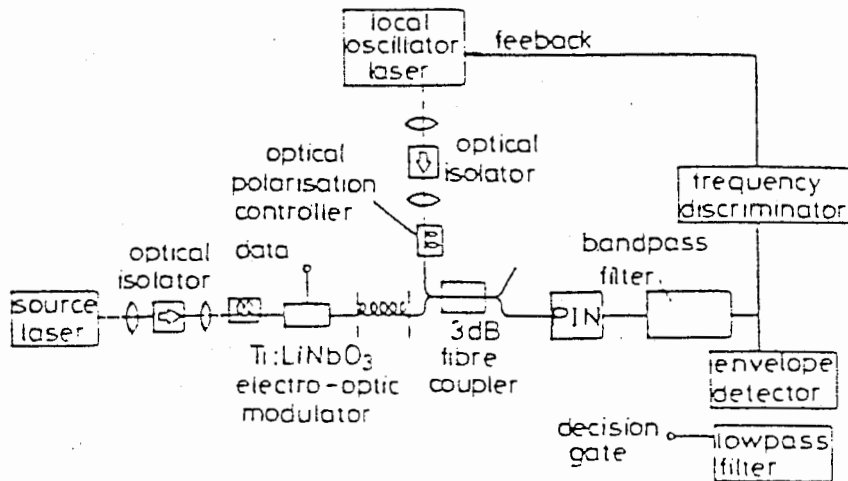 local
oscillator
laser
feeback
optical
isolator
optical
polarisation
controller
frequency
discriminator
optical
isolator
data
bandpass
filter
source
laser
PIN
3dB
fibre
coupler
Ti:LiNbO3
electro-optic
modulator
envelope
detector
decision
gate
lowpass
filter